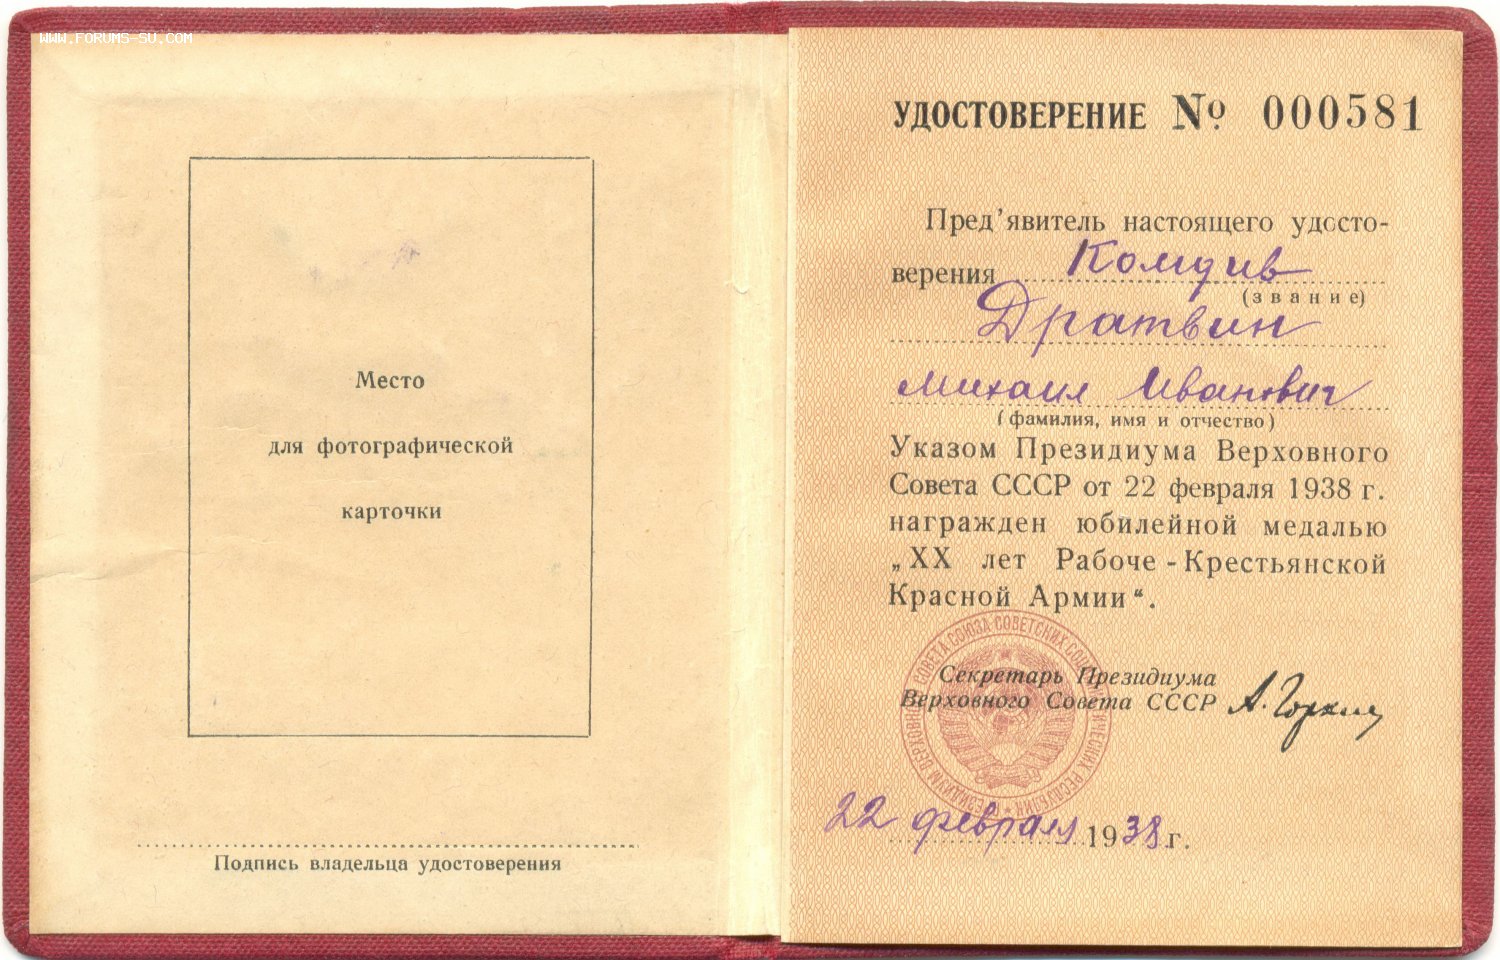 WWW.FORUMS-SU.COM
Место
для фотографической
карточки
Подпись владельца удостоверения
УДОСТОВЕРЕНИЕ № 000581
Пред'явитель настоящего удосто-
верения Комдив
(звание)
Дратвин
Михаил Иванович
(фамилия, имя и отчество)
Указом Президиума Верховного
Совета СССР от 22 февраля 1938 г.
награжден юбилейной медалью
„XX лет Рабоче-Крестьянской
Красной Армии“.
Секретарь Президиума
Верховного Совета СССР А. Горкин
22 февраля 1938 г.